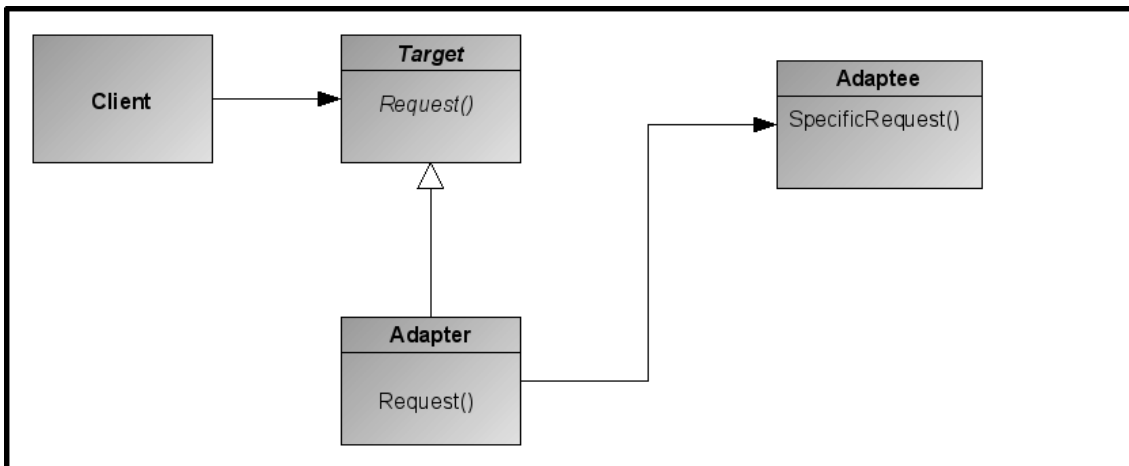 Client
Target
Request()
Adaptee
SpecificRequest()
Adapter
Request()